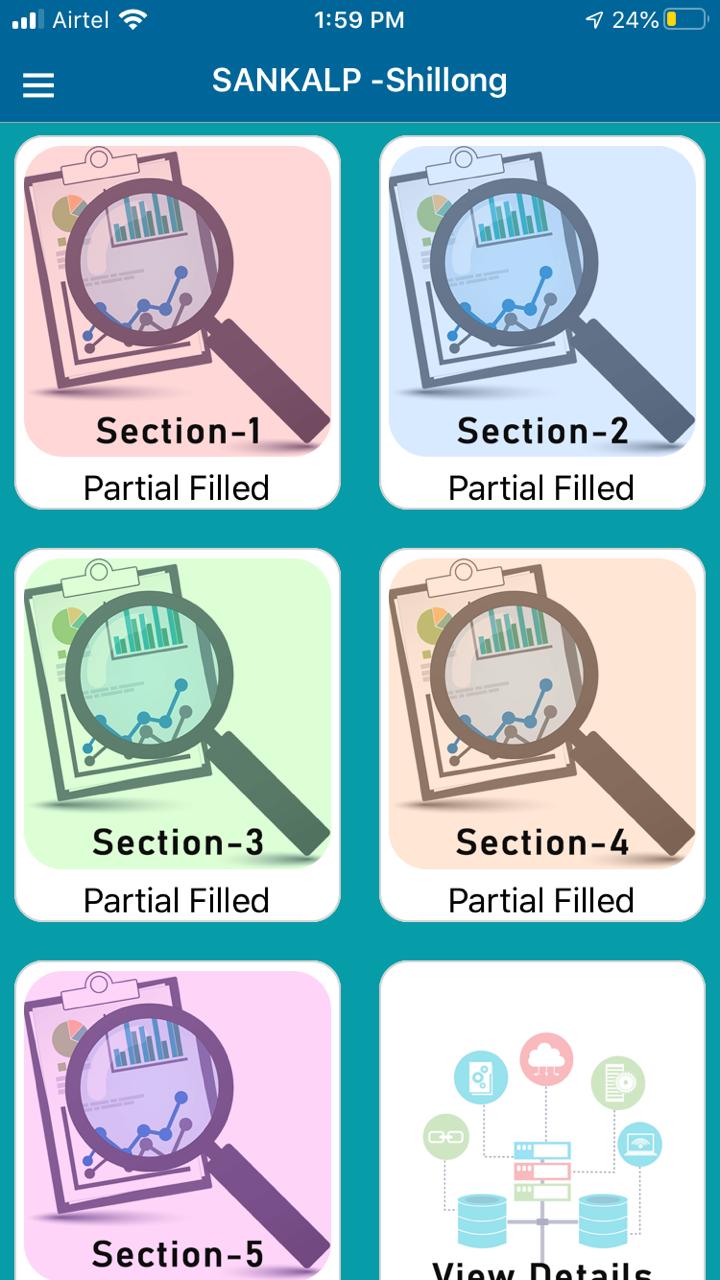 Airtel 1:59 PM 24%
SANKALP -Shillong
Section-1
Partial Filled
Section-2
Partial Filled
Section-3
Partial Filled
Section-4
Partial Filled
Section-5
View Details